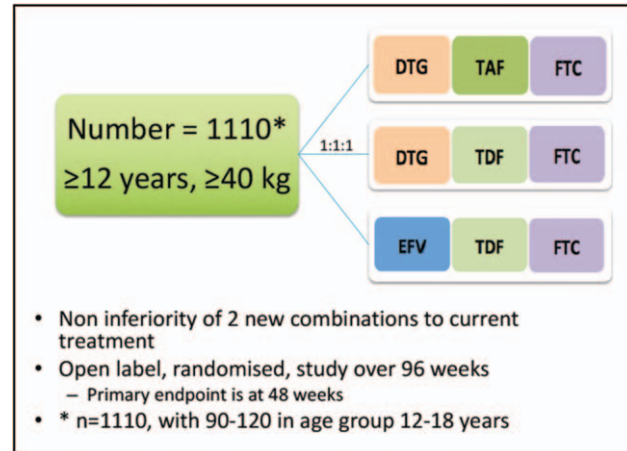 Number = 1110*
≥12 years, ≥40 kg
1:1:1
DTG TAF FTC
DTG TDF FTC
EFV TDF FTC
• Non inferiority of 2 new combinations to current
treatment
• Open label, randomised, study over 96 weeks
– Primary endpoint is at 48 weeks
• * n=1110, with 90-120 in age group 12-18 years